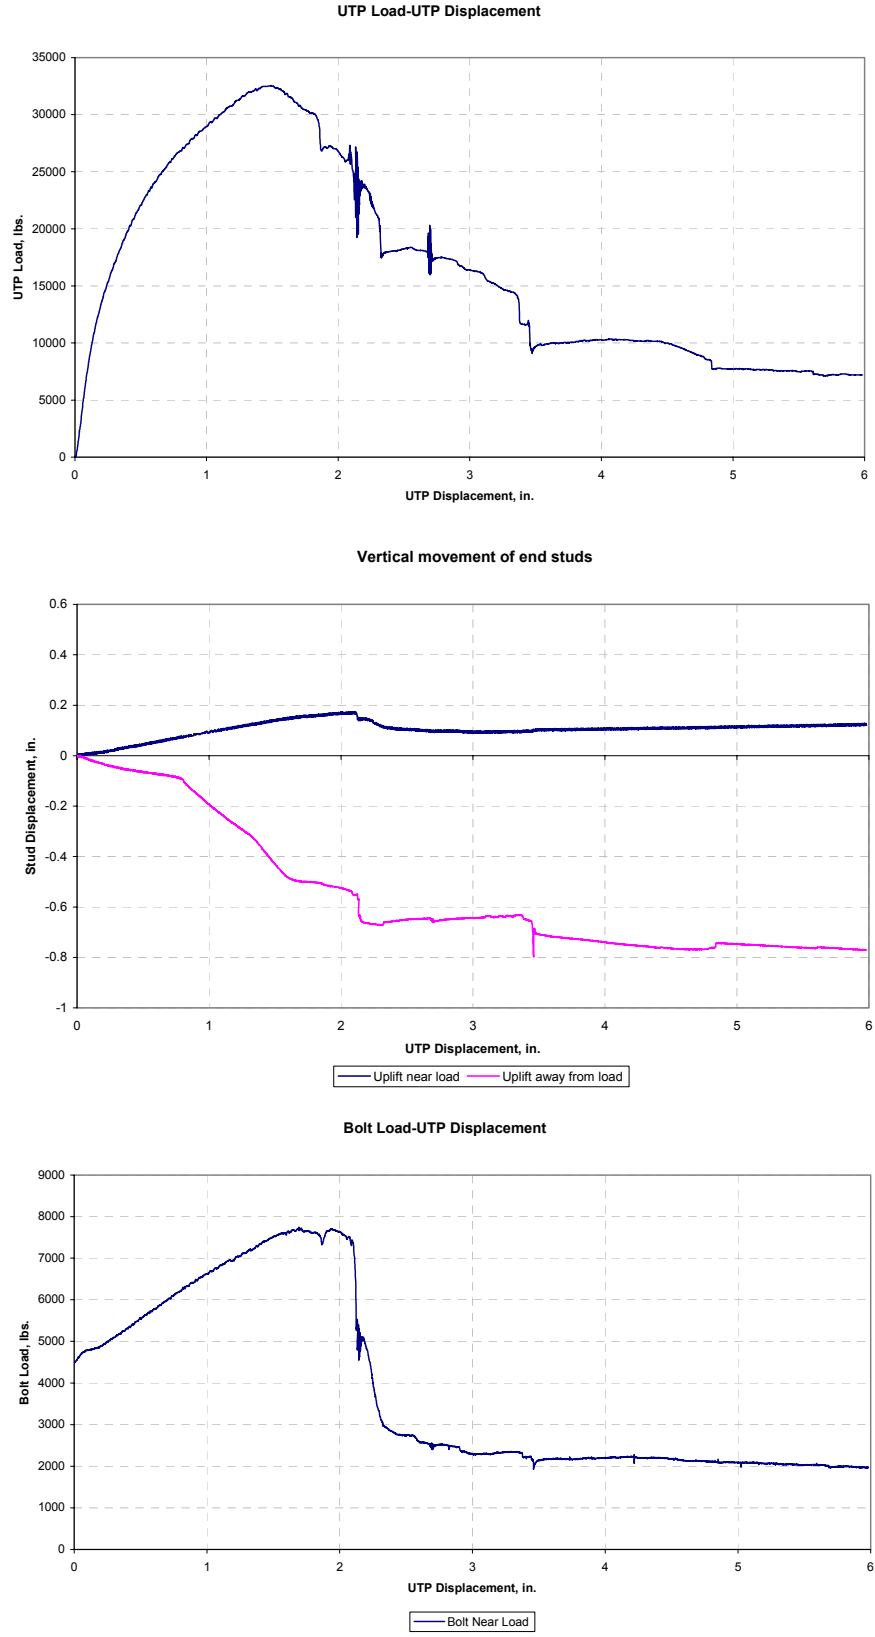 UTP Load-UTP Displacement
35000
30000
25000
20000
15000
10000
5000
0
UTP Load, lbs.
0 1 2 3 4 5 6
UTP Displacement, in.
Vertical movement of end studs
0.6
0.4
0.2
0
-0.2
-0.4
-0.6
-0.8
-1
Stud Displacement, in.
0 1 2 3 4 5 6
UTP Displacement, in.
Uplift near load Uplift away from load
Bolt Load-UTP Displacement
9000
8000
7000
6000
5000
4000
3000
2000
1000
0
Bolt Load, lbs.
0 1 2 3 4 5 6
UTP Displacement, in.
Bolt Near Load